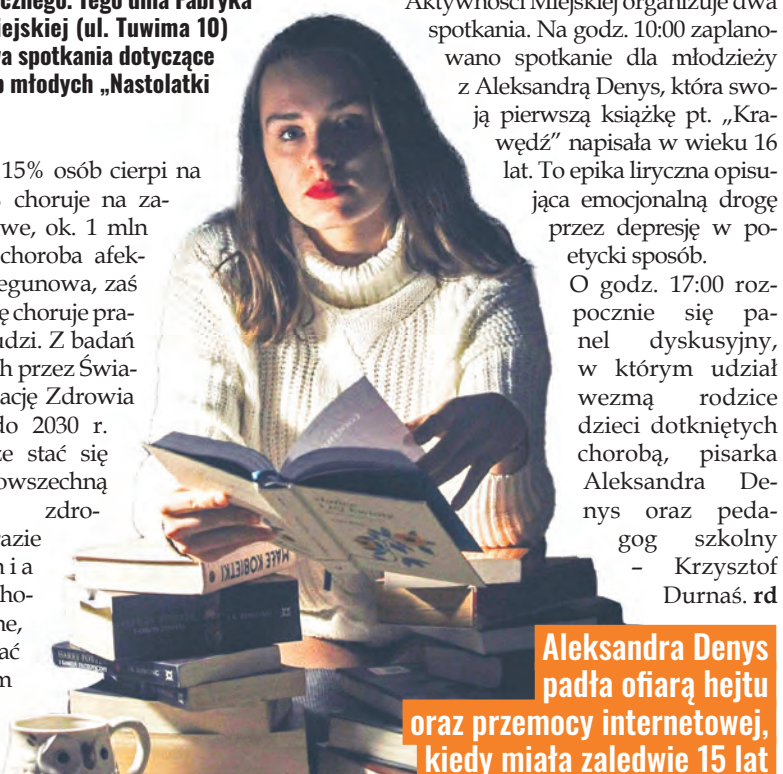 cznego. Tego dnia Fabryka
ejskiej (ul. Tuwima 10)
a spotkania dotyczące
b młodych „Nastolatki
15% osób cierpi na
choruje na za-
we, ok. 1 mln
choroba afek-
egunowa, zaś
ę choruje pra-
udzi. Z badań
h przez Świa-
ację Zdrowia
do 2030 r.
że stać się
owszechną
zdro-
razie
nia
ho-
ne,
ać
m
Aktywności Miejskiej organizuje dwa
spotkania. Na godz. 10:00 zaplano-
wano spotkanie dla młodzieży
z Aleksandrą Denys, która swo-
ją pierwszą książkę pt. „Kra-
wędź” napisała w wieku 16
lat. To epika liryczna opisu-
jąca emocjonalną drogę
przez depresję w po-
etycki sposób.
O godz. 17:00 roz-
pocznie się pa-
nel dyskusyjny,
w którym udział
wezmą rodzice
dzieci dotkniętych
chorobą, pisarka
Aleksandra De-
nys oraz peda-
gog szkolny
– Krzysztof
Durnaś. rd
MAŁE KOBIETKI
HARRY POTTER
Aleksandra Denys
padła ofiarą hejtu
oraz przemocy internetowej,
kiedy miała zaledwie 15 lat